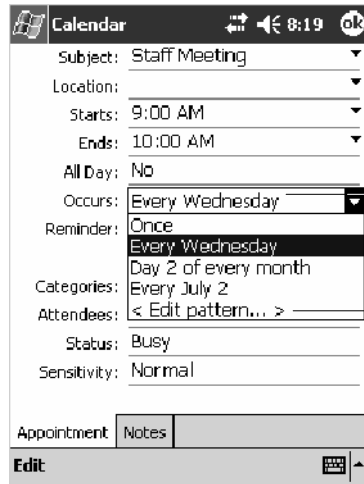 Calendar 8:19 ok
Subject: Staff Meeting
Location:
Starts: 9:00 AM
Ends: 10:00 AM
All Day: No
Occurs: Every Wednesday
Reminder: Once
Every Wednesday
Day 2 of every month
Categories: Every July 2
Attendees: < Edit pattern... >
Status: Busy
Sensitivity: Normal
Appointment Notes
Edit